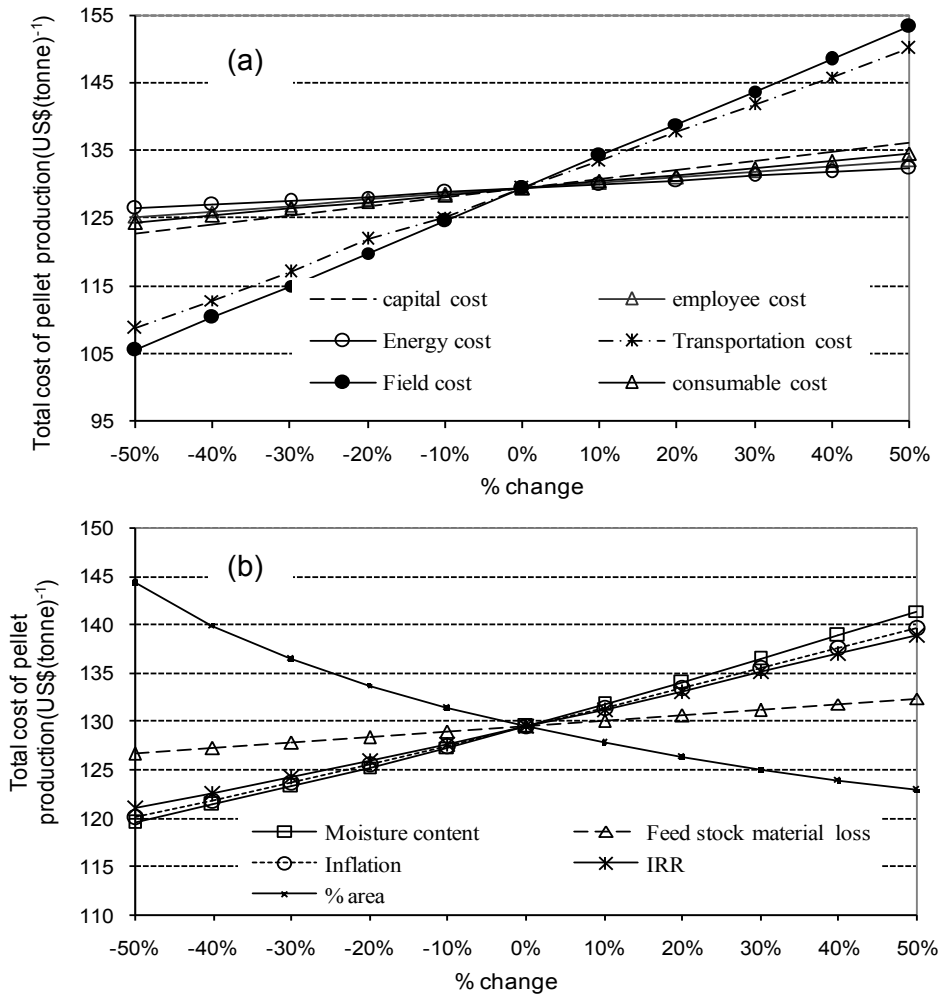 (a)
Total cost of pellet production(US$(tonne)⁻¹
155
145
135
125
115
105
95
capital cost
employee cost
Energy cost
Transportation cost
Field cost
consumable cost
-50% -40% -30% -20% -10% 0% 10% 20% 30% 40% 50%
% change
(b)
Total cost of pellet
production(US$(tonne)⁻¹
150
145
140
135
130
125
120
115
110
Moisture content
Feed stock material loss
Inflation
IRR
% area
-50% -40% -30% -20% -10% 0% 10% 20% 30% 40% 50%
% change